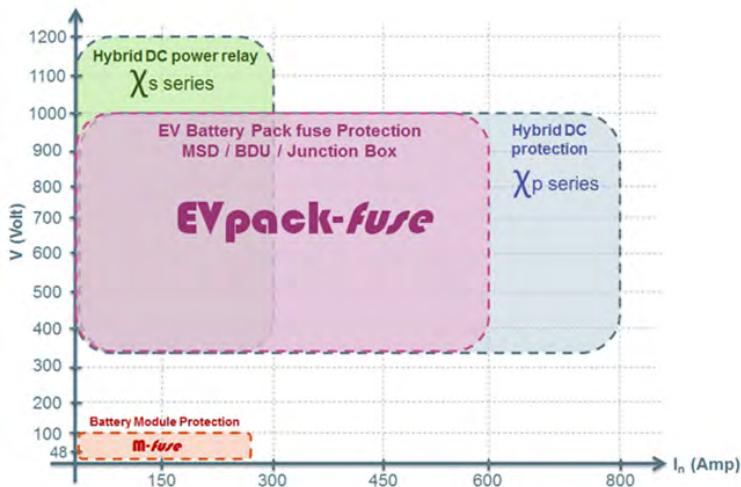 1200
1100
1000
900
800
700
600
500
400
300
200
100
48
V (Volt)
Hybrid DC power relay
χs series
EV Battery Pack fuse Protection
MSD / BDU / Junction Box
EVpack-fuse
Hybrid DC
protection
χp series
Battery Module Protection
m-fuse
150
300
450
600
800
In (Amp)